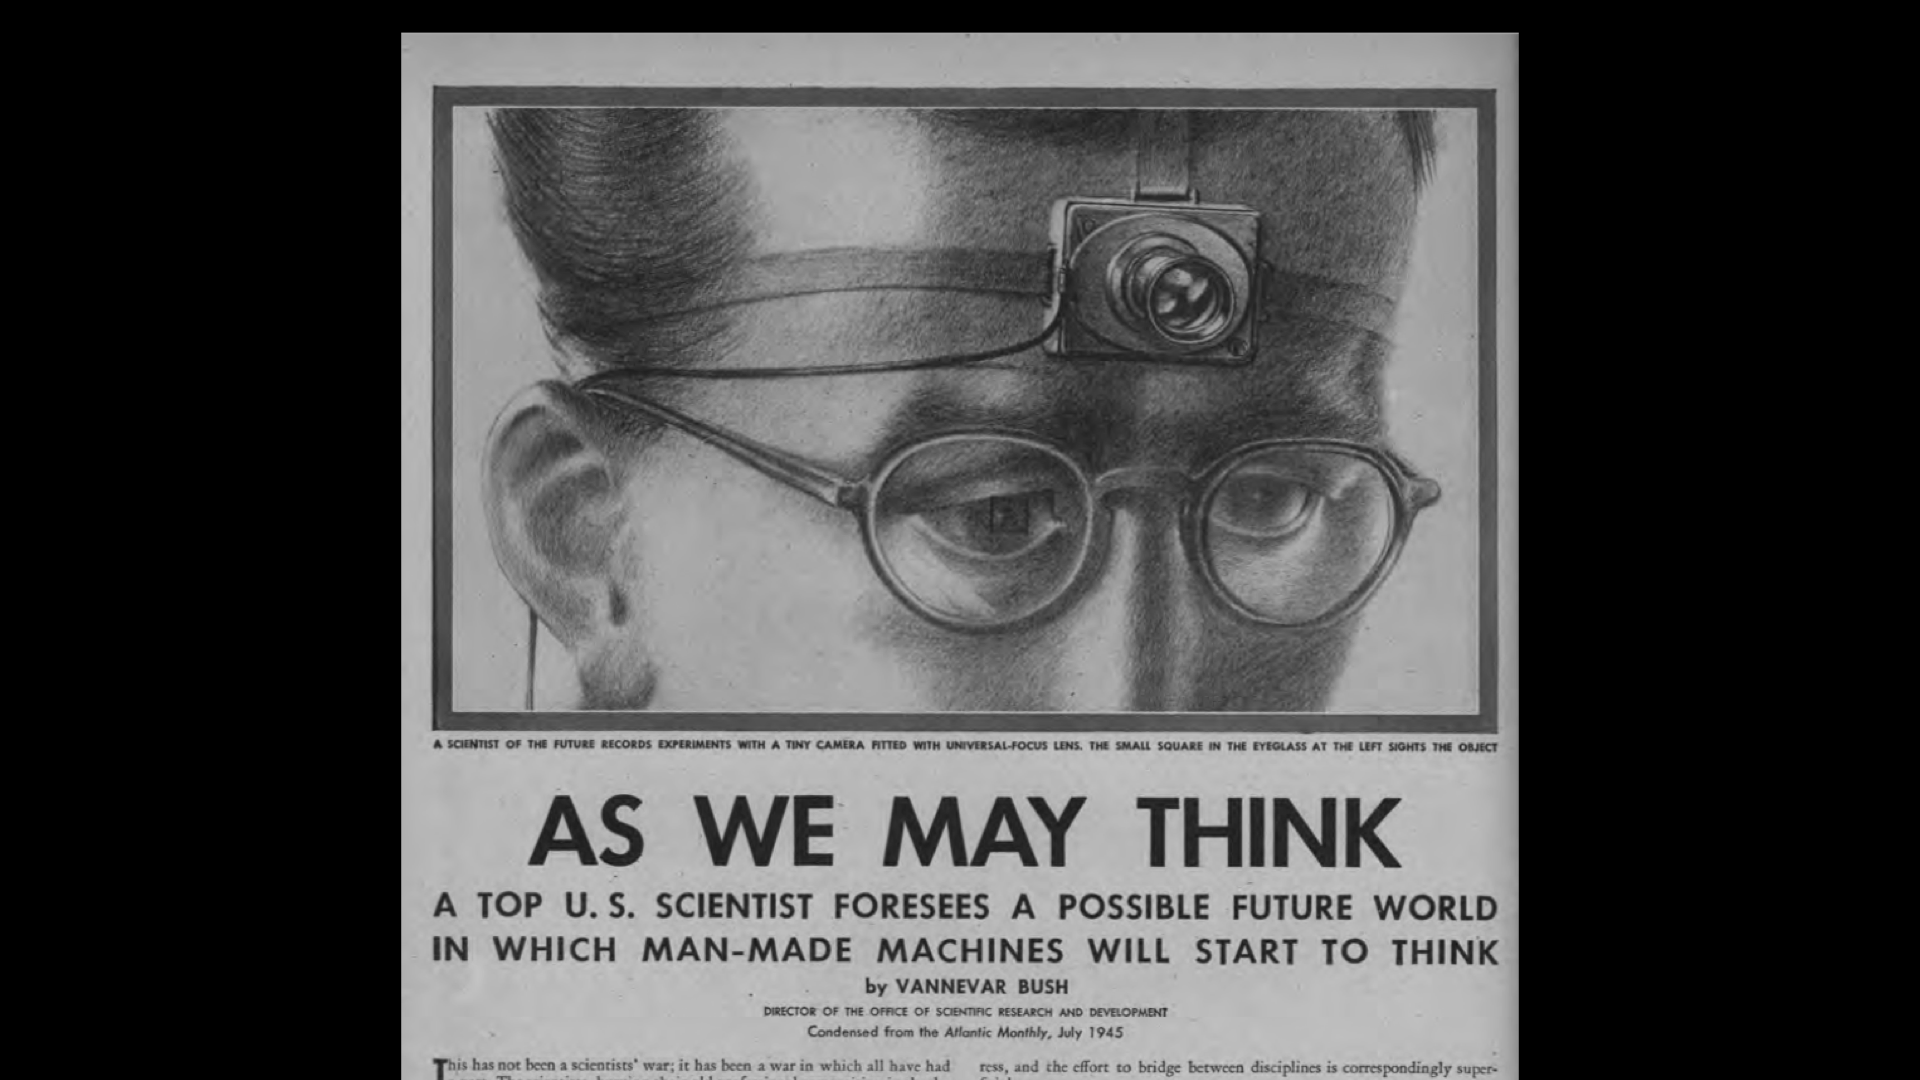 A SCIENTIST OF THE FUTURE RECORDS EXPERIMENTS WITH A TINY CAMERA FITTED WITH UNIVERSAL-FOCUS LENS. THE SMALL SQUARE IN THE EYEGLASS AT THE LEFT SIGHTS THE OBJECT
AS WE MAY THINK
A TOP U. S. SCIENTIST FORESEES A POSSIBLE FUTURE WORLD
IN WHICH MAN-MADE MACHINES WILL START TO THINK
by VANNEVAR BUSH
DIRECTOR OF THE OFFICE OF SCIENTIFIC RESEARCH AND DEVELOPMENT
Condensed from the Atlantic Monthly, July 1945
This has not been a scientists' war; it has been a war in which all have had
ress, and the effort to bridge between disciplines is correspondingly super-